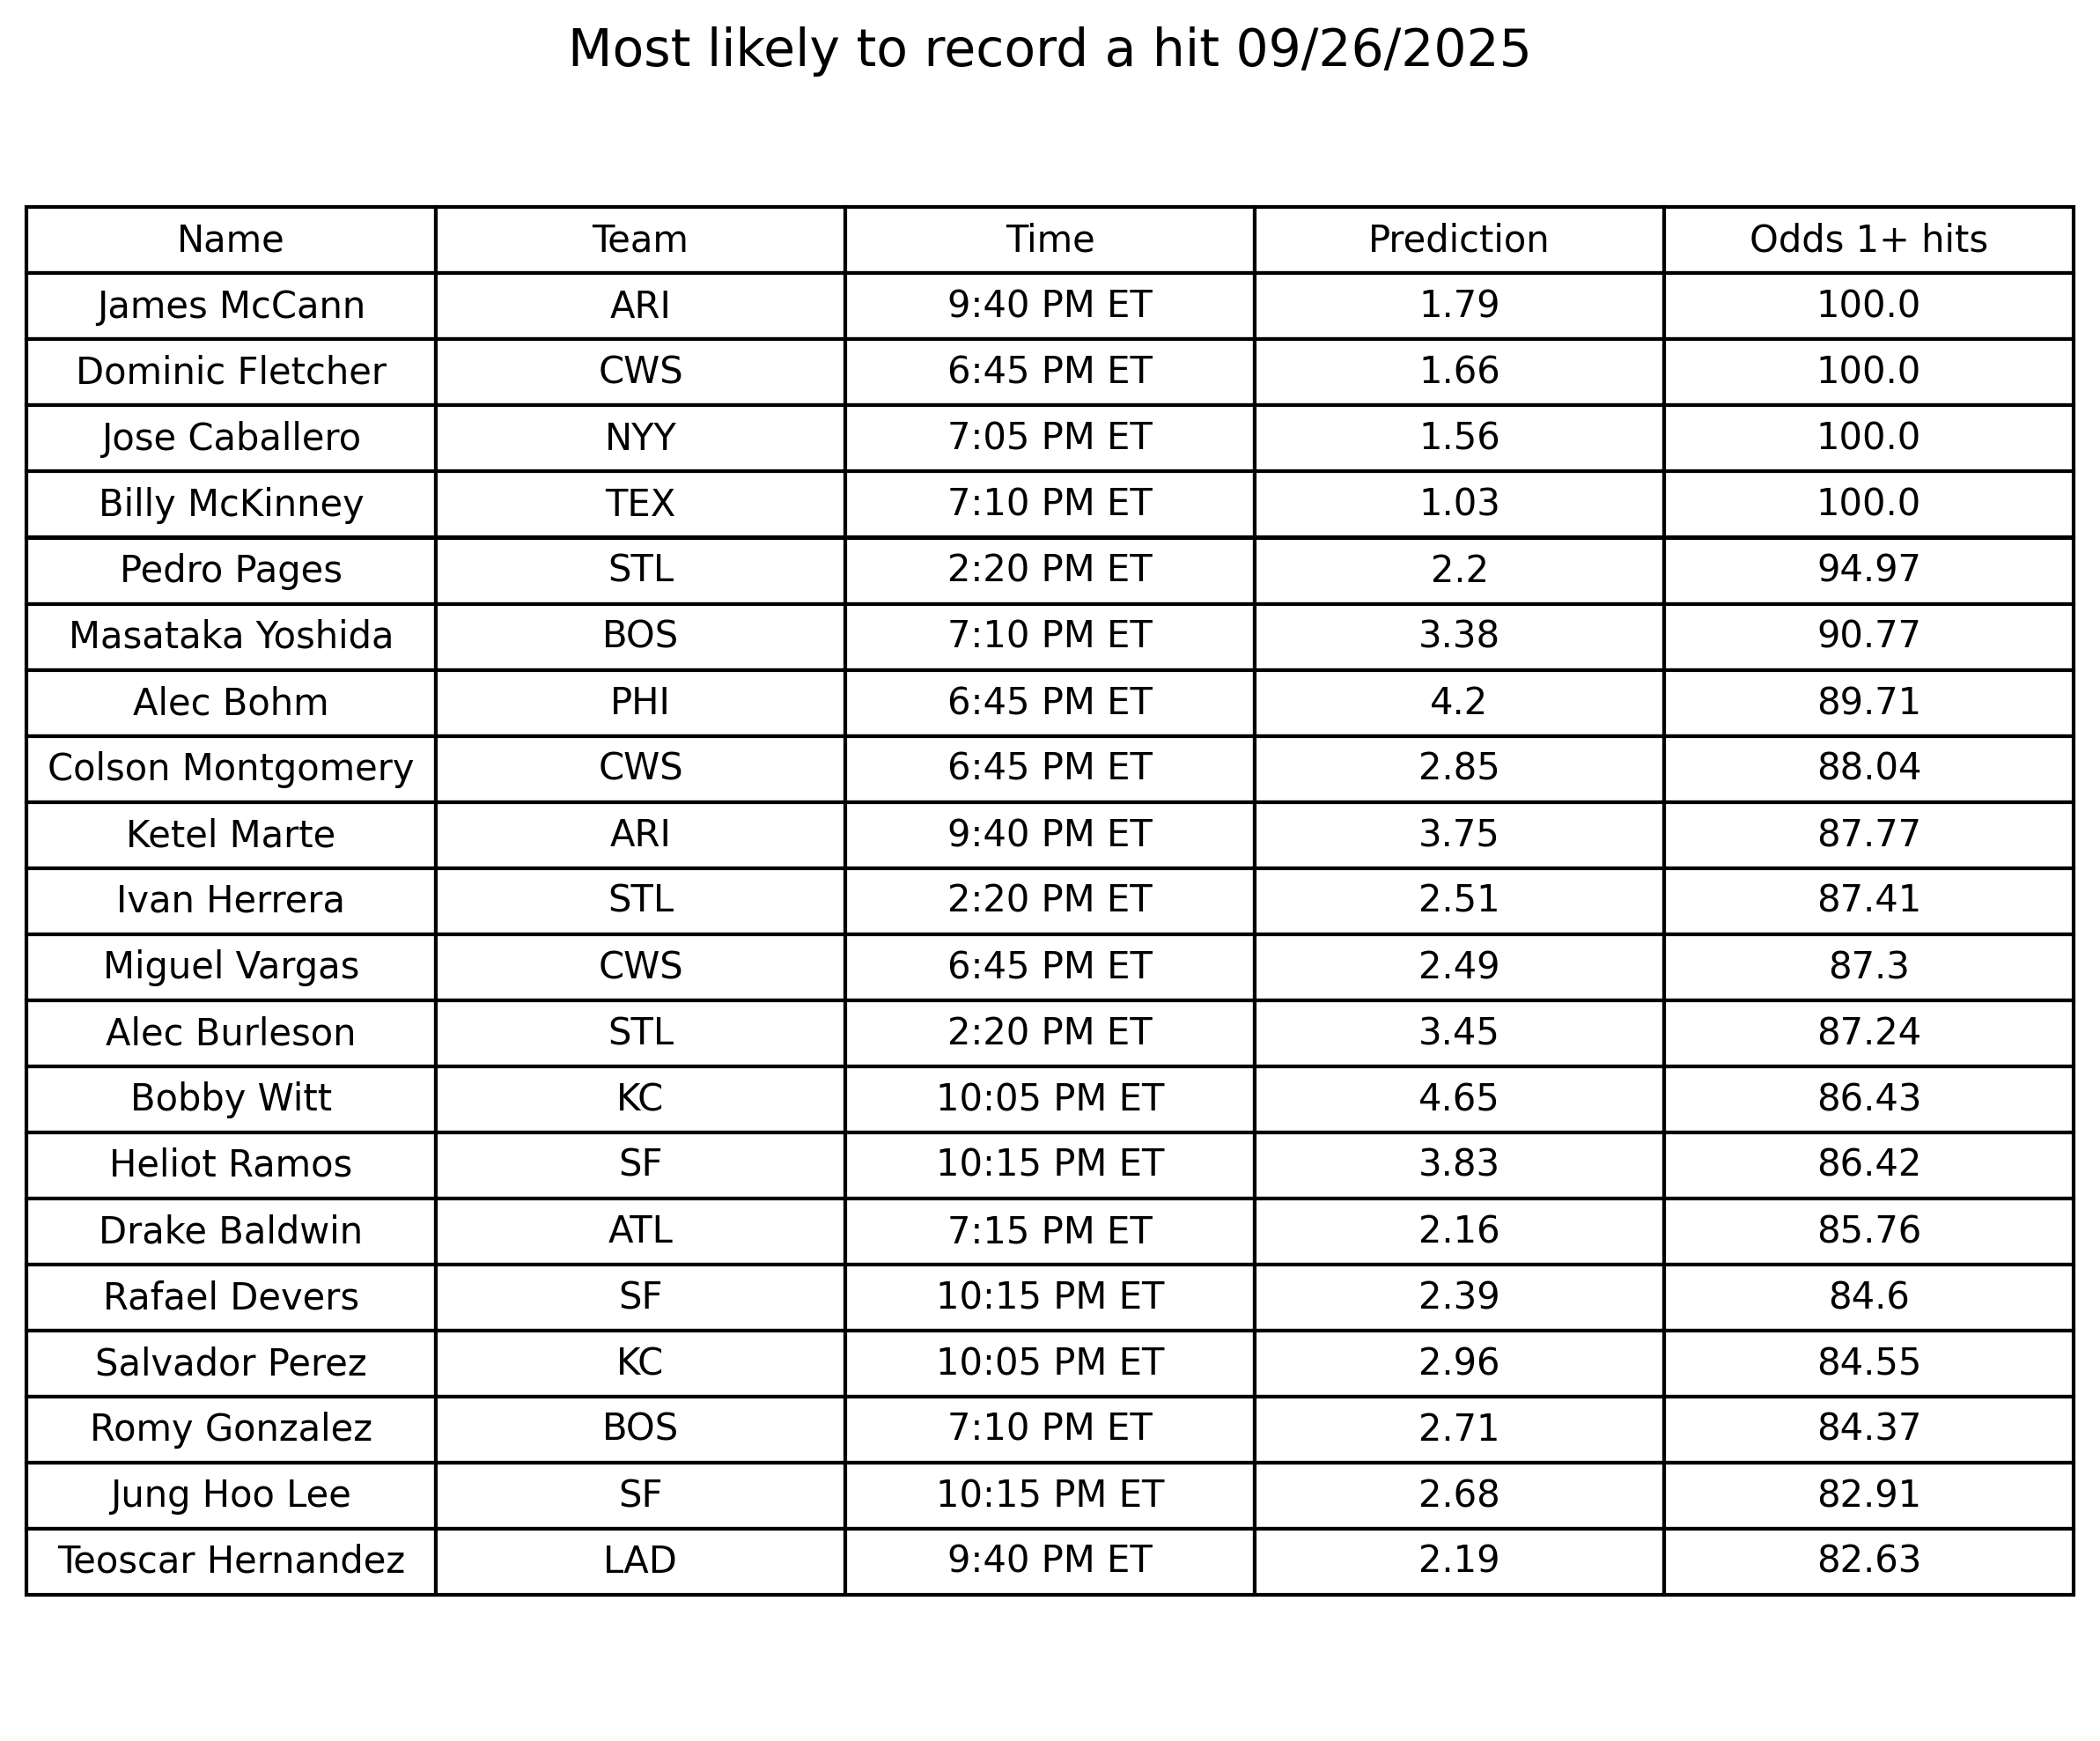 Most likely to record a hit 09/26/2025
Name Team Time Prediction Odds 1+ hits
James McCann ARI 9:40 PM ET 1.79 100.0
Dominic Fletcher CWS 6:45 PM ET 1.66 100.0
Jose Caballero NYY 7:05 PM ET 1.56 100.0
Billy McKinney TEX 7:10 PM ET 1.03 100.0
Pedro Pages STL 2:20 PM ET 2.2 94.97
Masataka Yoshida BOS 7:10 PM ET 3.38 90.77
Alec Bohm PHI 6:45 PM ET 4.2 89.71
Colson Montgomery CWS 6:45 PM ET 2.85 88.04
Ketel Marte ARI 9:40 PM ET 3.75 87.77
Ivan Herrera STL 2:20 PM ET 2.51 87.41
Miguel Vargas CWS 6:45 PM ET 2.49 87.3
Alec Burleson STL 2:20 PM ET 3.45 87.24
Bobby Witt KC 10:05 PM ET 4.65 86.43
Heliot Ramos SF 10:15 PM ET 3.83 86.42
Drake Baldwin ATL 7:15 PM ET 2.16 85.76
Rafael Devers SF 10:15 PM ET 2.39 84.6
Salvador Perez KC 10:05 PM ET 2.96 84.55
Romy Gonzalez BOS 7:10 PM ET 2.71 84.37
Jung Hoo Lee SF 10:15 PM ET 2.68 82.91
Teoscar Hernandez LAD 9:40 PM ET 2.19 82.63